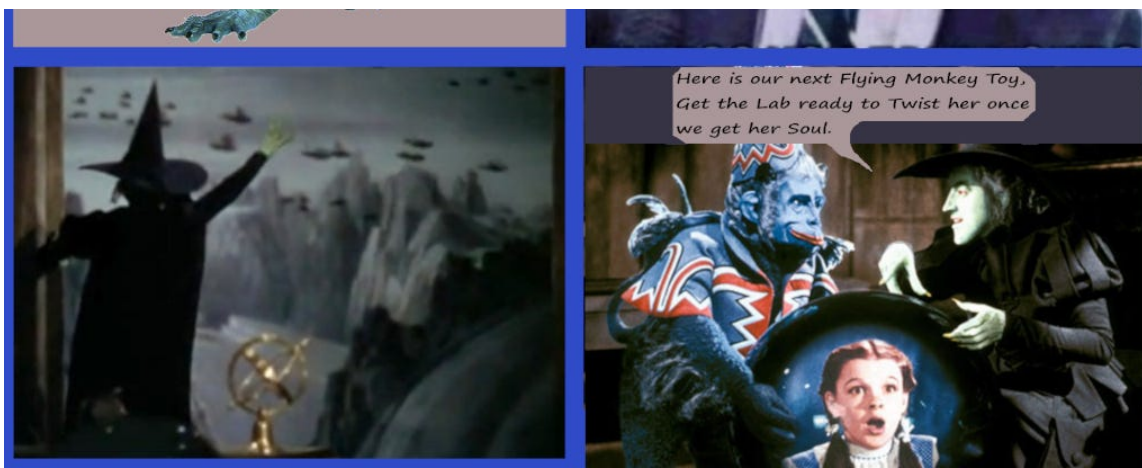 Here is our next Flying Monkey Toy,
Get the Lab ready to Twist her once
we get her Soul.